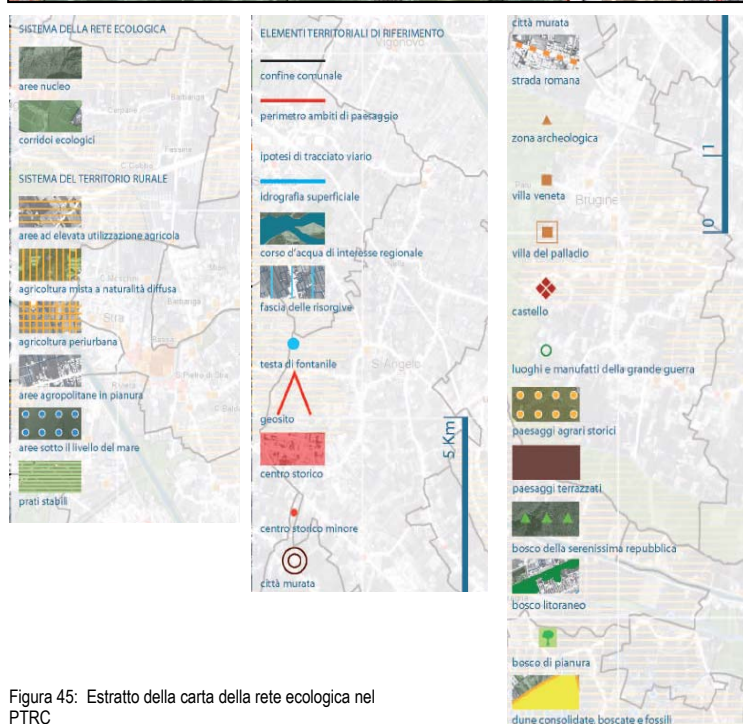 SISTEMA DELLA RETE ECOLOGICA
aree nucleo
corridoi ecologici
SISTEMA DEL TERRITORIO RURALE
aree ad elevata utilizzazione agricola
agricoltura mista a naturalità diffusa
Stra
agricoltura periurbana
aree agropolitane in pianura
aree sotto il livello del mare
prati stabili
ELEMENTI TERRITORIALI DI RIFERIMENTO
Vigonovo
confine comunale
perimetro ambiti di paesaggio
ipotesi di tracciato viario
idrografia superficiale
corso d'acqua di interesse regionale
fascia delle risorgive
testa di fontanile
S.Angelo
geosito
centro storico
5 Km
centro storico minore
città murata
città murata
strada romana
zona archeologica
1
villa veneta
Brugine
0
villa del palladio
castello
luoghi e manufatti della grande guerra
paesaggi agrari storici
paesaggi terrazzati
bosco della serenissima repubblica
bosco litoraneo
bosco di pianura
dune consolidate, boscate e fossili
Figura 45: Estratto della carta della rete ecologica nel
PTRC